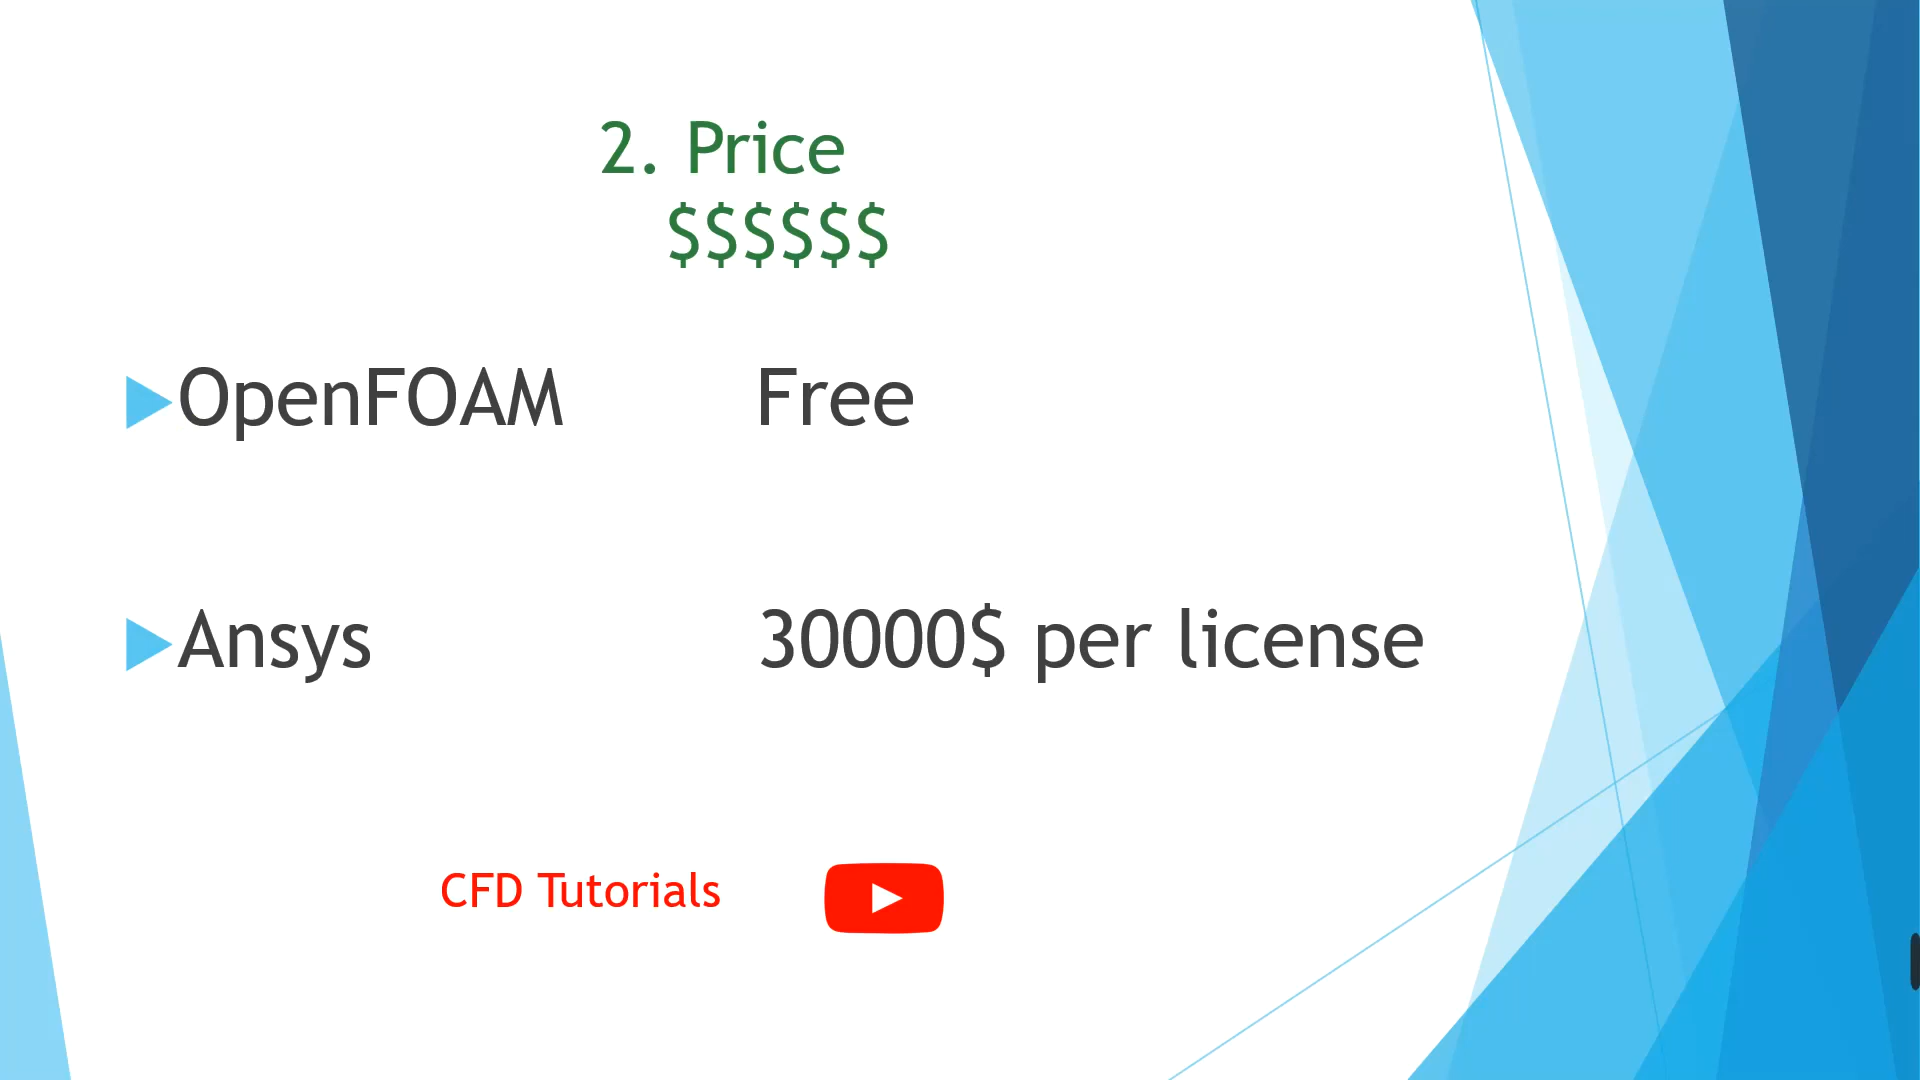 2. Price
$$$$$$
OpenFOAM Free
Ansys 30000$ per license
CFD Tutorials